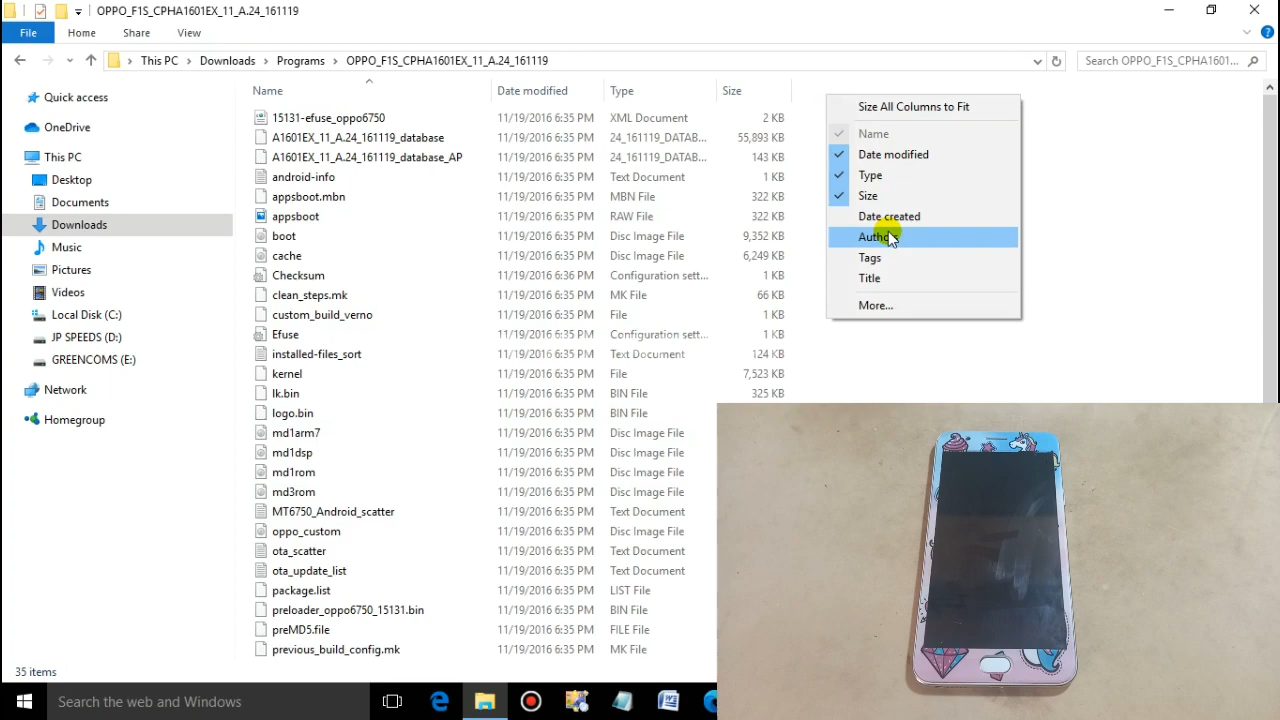 OPPO_F1S_CPHA1601EX_11_A.24_161119
File Home Share View
This PC Downloads Programs OPPO_F1S_CPHA1601EX_11_A.24_161119 Search OPPO_F1S_CPHA1601...
Quick access
OneDrive
This PC
Desktop
Documents
Downloads
Music
Pictures
Videos
Local Disk (C:)
JP SPEEDS (D:)
GREENCOMS (E:)
Network
Homegroup
Name Date modified Type Size
15131-efuse_oppo6750 11/19/2016 6:35 PM XML Document 2 KB
A1601EX_11_A.24_161119_database 11/19/2016 6:35 PM 24_161119_DATAB... 55,893 KB
A1601EX_11_A.24_161119_database_AP 11/19/2016 6:35 PM 24_161119_DATAB... 143 KB
android-info 11/19/2016 6:35 PM Text Document 1 KB
appsboot.mbn 11/19/2016 6:35 PM MBN File 322 KB
appsboot 11/19/2016 6:35 PM RAW File 322 KB
boot 11/19/2016 6:35 PM Disc Image File 9,352 KB
cache 11/19/2016 6:35 PM Disc Image File 6,249 KB
Checksum 11/19/2016 6:36 PM Configuration sett... 1 KB
clean_steps.mk 11/19/2016 6:35 PM MK File 66 KB
custom_build_verno 11/19/2016 6:35 PM File 1 KB
Efuse 11/19/2016 6:35 PM Configuration sett... 1 KB
installed-files_sort 11/19/2016 6:35 PM Text Document 124 KB
kernel 11/19/2016 6:35 PM File 7,523 KB
lk.bin 11/19/2016 6:35 PM BIN File 325 KB
logo.bin 11/19/2016 6:35 PM BIN File
md1arm7 11/19/2016 6:35 PM Disc Image File
md1dsp 11/19/2016 6:35 PM Disc Image File
md1rom 11/19/2016 6:35 PM Disc Image File
md3rom 11/19/2016 6:35 PM Disc Image File
MT6750_Android_scatter 11/19/2016 6:35 PM Text Document
oppo_custom 11/19/2016 6:35 PM Disc Image File
ota_scatter 11/19/2016 6:35 PM Text Document
ota_update_list 11/19/2016 6:35 PM Text Document
package.list 11/19/2016 6:35 PM LIST File
preloader_oppo6750_15131.bin 11/19/2016 6:35 PM BIN File
preMD5.file 11/19/2016 6:35 PM FILE File
previous_build_config.mk 11/19/2016 6:35 PM MK File
Size All Columns to Fit
Name
Date modified
Type
Size
Date created
Tags
Title
More...
35 items
Search the web and Windows